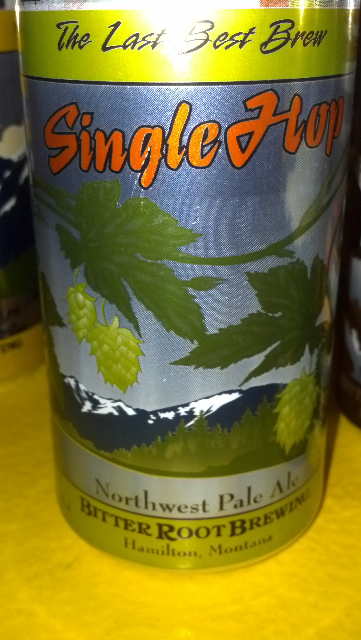 The Last Best Brew
Single Hop
Northwest Pale Ale
BITTER ROOT BREWING
Hamilton, Montana